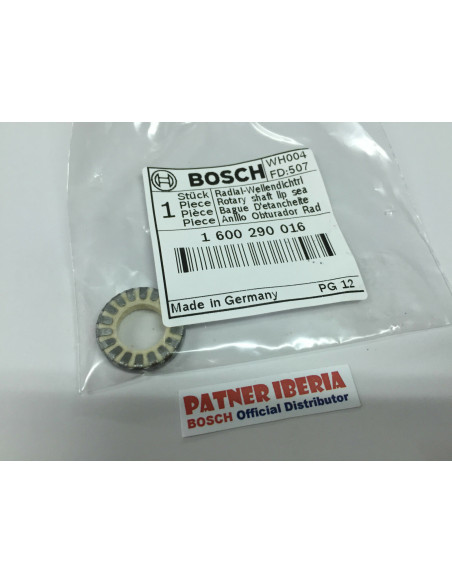 BOSCH
WH004
FD:507
1
Stück Radial-Wellendichtri
Piece Rotary shaft lip sea
Pièce Bague D'etancheite
Piece Anillo Obturador Rad
1 600 290 016
Made in Germany
PG 12
PATNER IBERIA
BOSCH Official Distributor